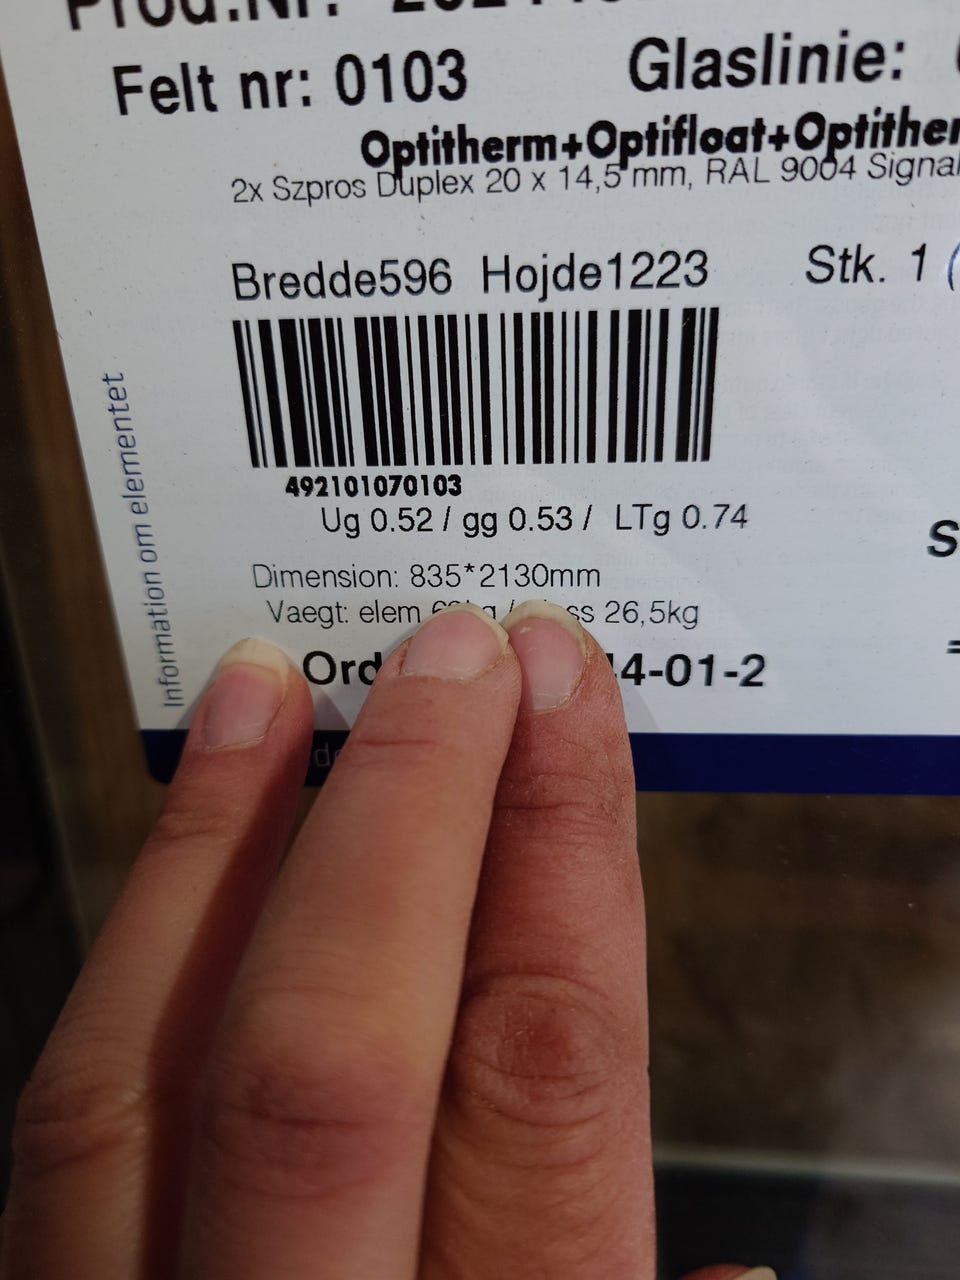 Felt nr: 0103 Glaslinie:
Optitherm+Optifloat+Optither
2x Szpros Duplex 20 x 14,5 mm, RAL 9004 Signal
Bredde596 Hojde1223 Stk. 1
492101070103
Ug 0.52 / gg 0.53 / LTg 0.74
Dimension: 835*2130mm
Vaegt: elem 26,5kg
Ord 4-01-2
Information om elementet